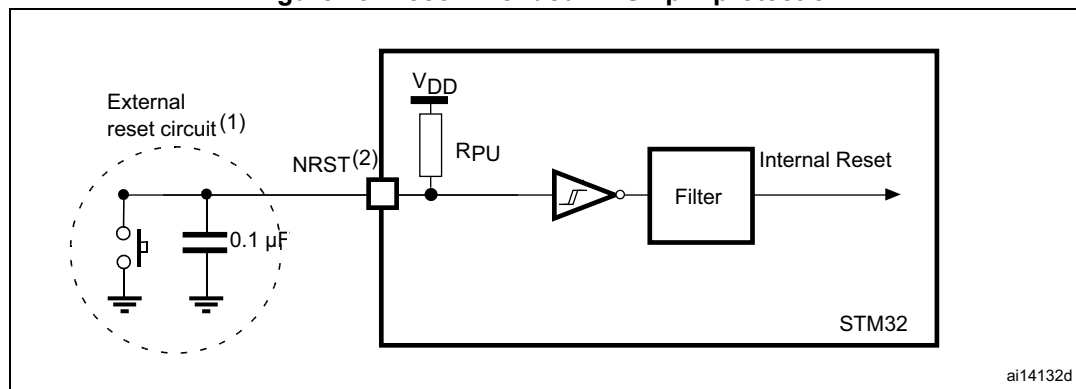 External
reset circuit(1)
NRST(2)
VDD
RPU
0.1 µF
Filter
Internal Reset
STM32
ai14132d